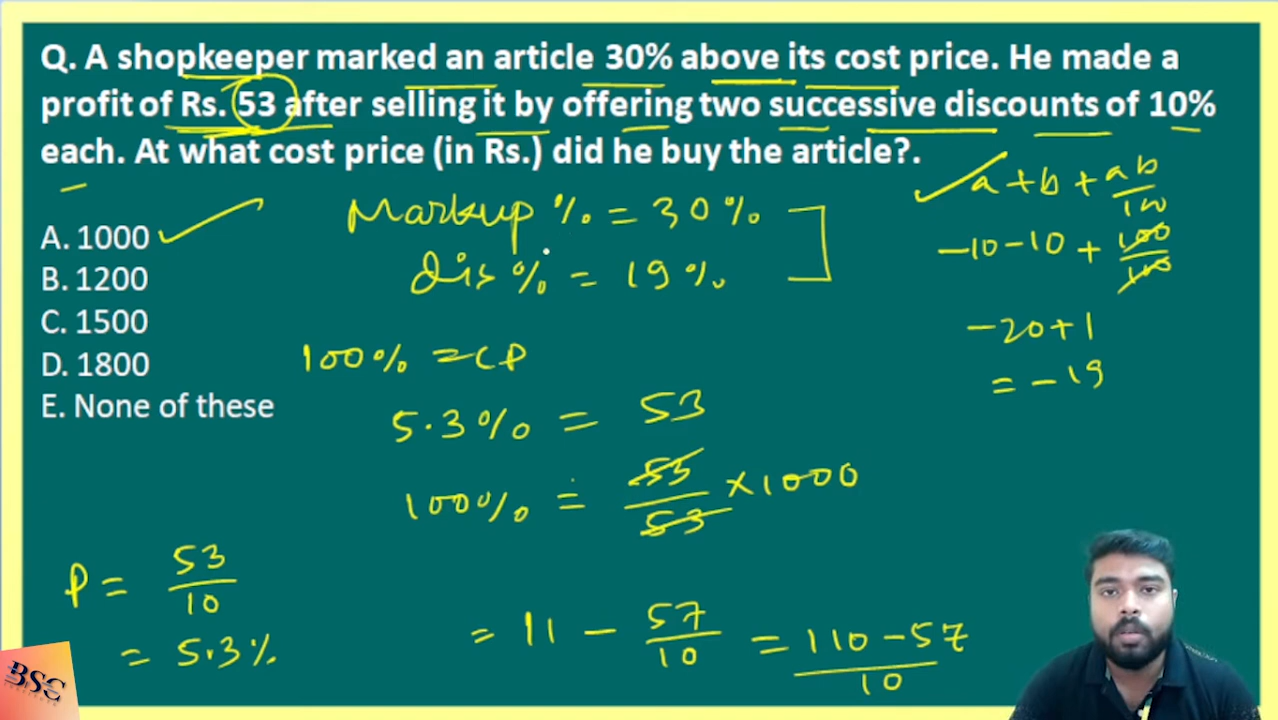 Q. A shopkeeper marked an article 30% above its cost price. He made a
profit of Rs. 53 after selling it by offering two successive discounts of 10%
each. At what cost price (in Rs.) did he buy the article?.
A. 1000
B. 1200
C. 1500
D. 1800
E. None of these
Markup % = 30%
dis % = 19%
100% = CP
5.3% = 53
100% = 53/53 × 1000
a + b + ab/100
-10 - 10 + 100/100
-20 + 1
= -19
P = 53/10
= 5.3%
= 11 - 57/10 = 110 - 57/10
BSC